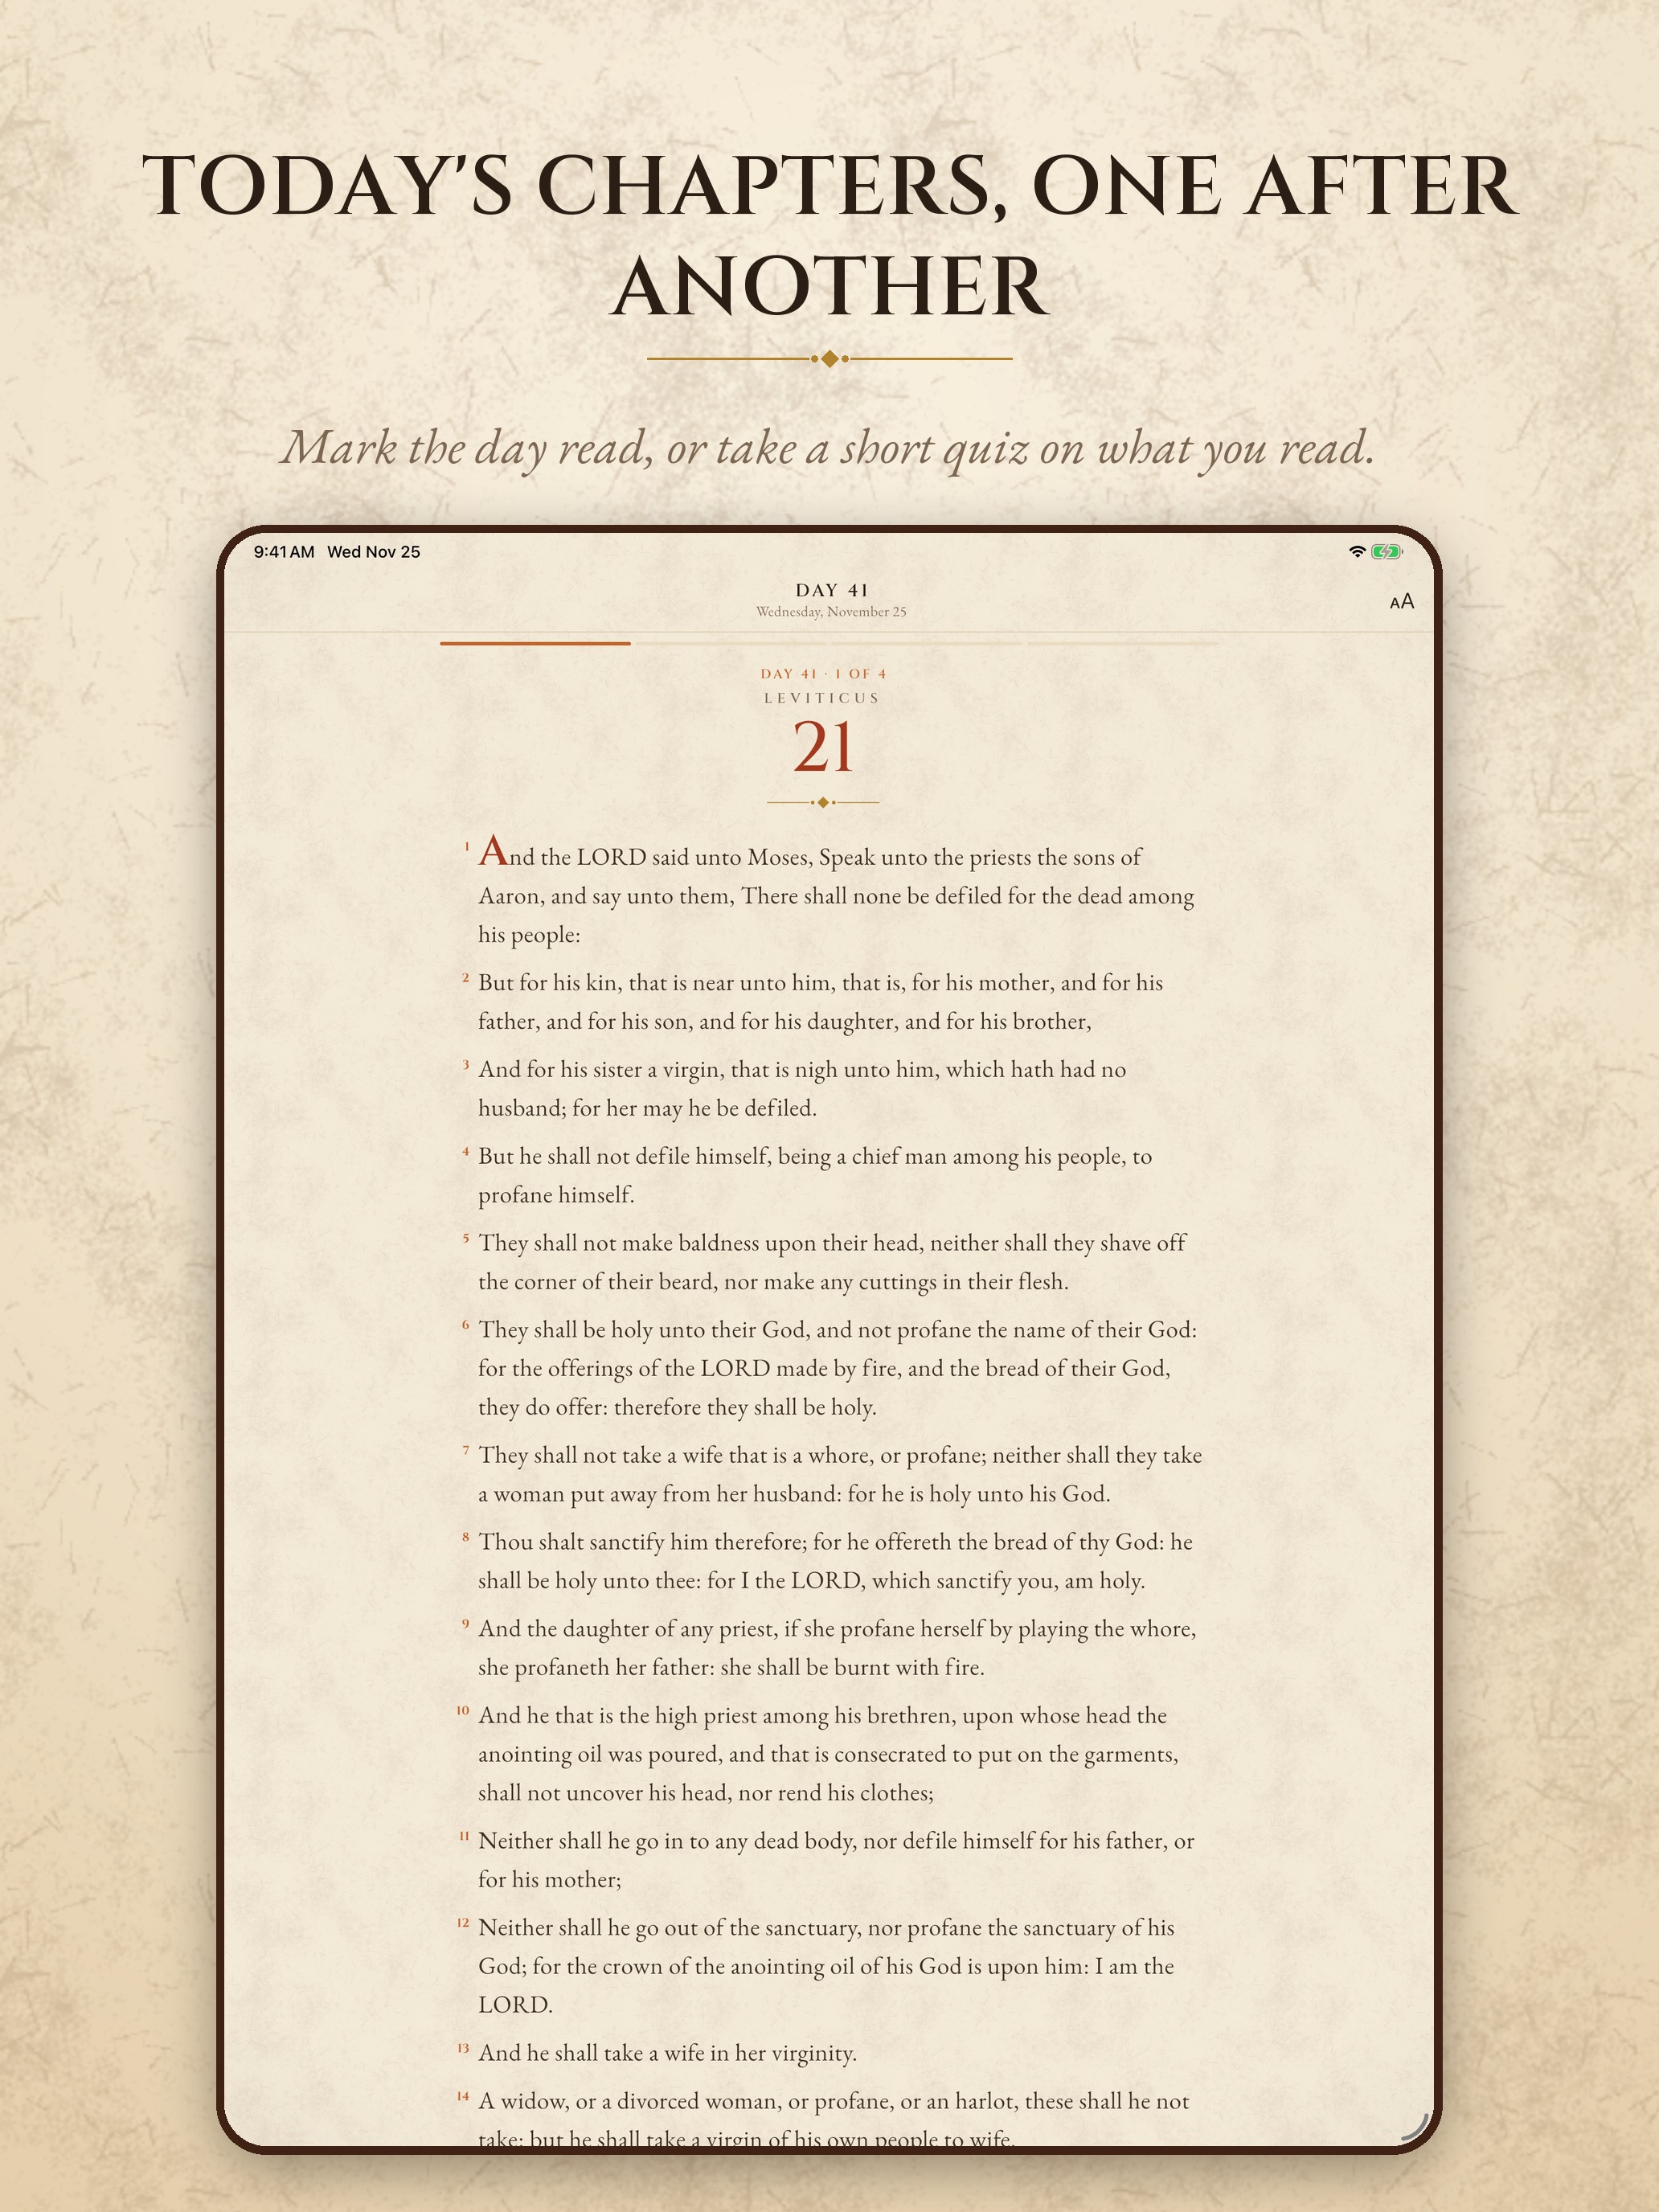 TODAY'S CHAPTERS, ONE AFTER
ANOTHER
Mark the day read, or take a short quiz on what you read.
9:41 AM Wed Nov 25
DAY 41
Wednesday, November 25
AA
DAY 41 · 1 OF 4
LEVITICUS
21
1 And the LORD said unto Moses, Speak unto the priests the sons of
Aaron, and say unto them, There shall none be defiled for the dead among
his people:
2 But for his kin, that is near unto him, that is, for his mother, and for his
father, and for his son, and for his daughter, and for his brother,
3 And for his sister a virgin, that is nigh unto him, which hath had no
husband; for her may he be defiled.
4 But he shall not defile himself, being a chief man among his people, to
profane himself.
5 They shall not make baldness upon their head, neither shall they shave off
the corner of their beard, nor make any cuttings in their flesh.
6 They shall be holy unto their God, and not profane the name of their God:
for the offerings of the LORD made by fire, and the bread of their God,
they do offer: therefore they shall be holy.
7 They shall not take a wife that is a whore, or profane; neither shall they take
a woman put away from her husband: for he is holy unto his God.
8 Thou shalt sanctify him therefore; for he offereth the bread of thy God: he
shall be holy unto thee: for I the LORD, which sanctify you, am holy.
9 And the daughter of any priest, if she profane herself by playing the whore,
she profaneth her father: she shall be burnt with fire.
10 And he that is the high priest among his brethren, upon whose head the
anointing oil was poured, and that is consecrated to put on the garments,
shall not uncover his head, nor rend his clothes;
11 Neither shall he go in to any dead body, nor defile himself for his father, or
for his mother;
12 Neither shall he go out of the sanctuary, nor profane the sanctuary of his
God; for the crown of the anointing oil of his God is upon him: I am the
LORD.
13 And he shall take a wife in her virginity.
14 A widow, or a divorced woman, or profane, or an harlot, these shall he not
take: but he shall take a virgin of his own people to wife.